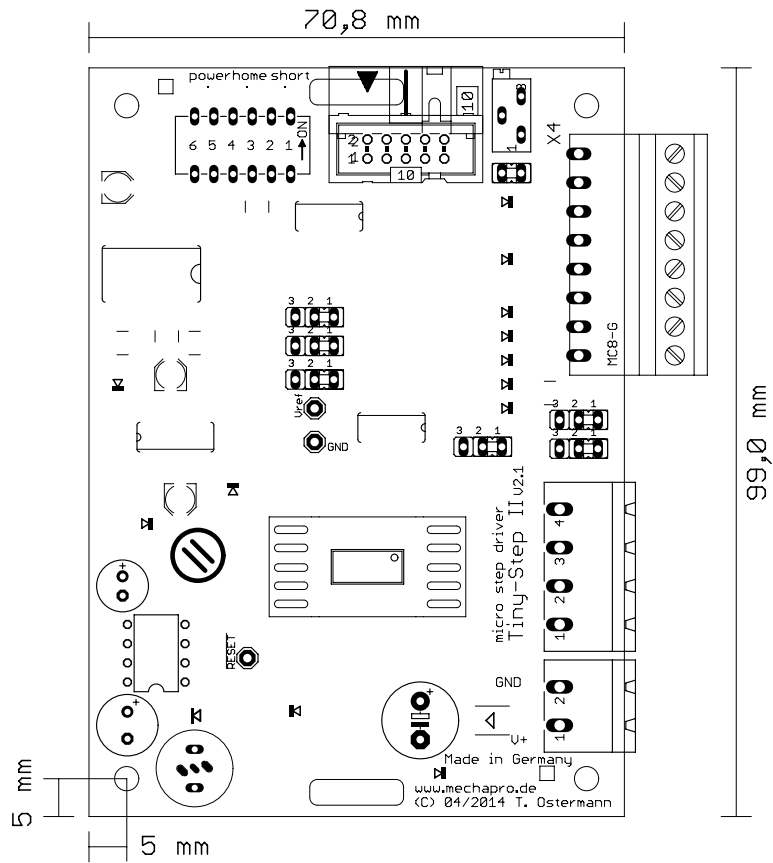 70,8 mm
powerhome short
10
3
1
X4
ON
6 5 4 3 2 1
2
1
10
MC8-G
3 2 1
3 2 1
3 2 1
Vref
GND
3 2 1
3 2 1
3 2 1
99,0 mm
micro step driver
Tiny-Step II V2.1
4
3
2
1
RESET
GND
2
+
+
+
V+
1
Made in Germany
www.mechapro.de
(C) 04/2014 T. Ostermann
5 mm
5 mm